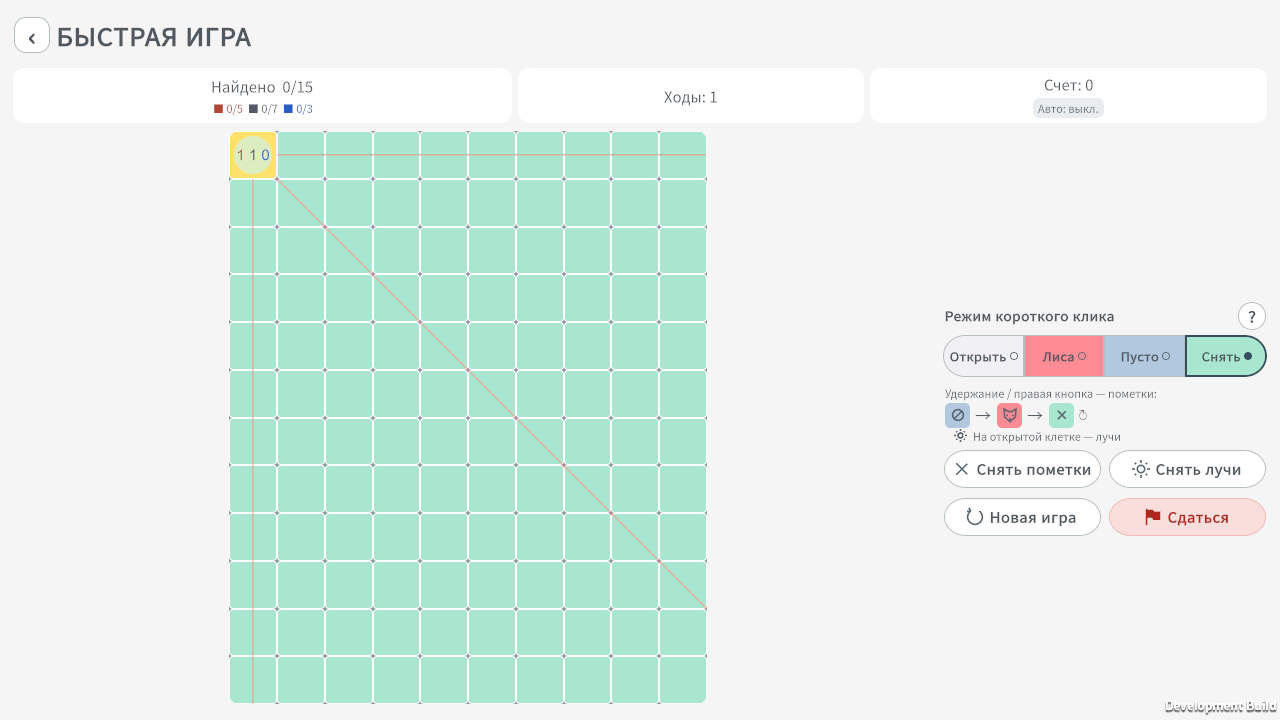 БЫСТРАЯ ИГРА
Найдено 0/15
0/5 0/7 0/3
Ходы: 1
Счет: 0
Авто: выкл.
1 1 0
Режим короткого клика
?
Открыть
Лиса
Пусто
Снять
Удержание / правая кнопка — пометки:
На открытой клетке — лучи
Снять пометки
Снять лучи
Новая игра
Сдаться
Development Build